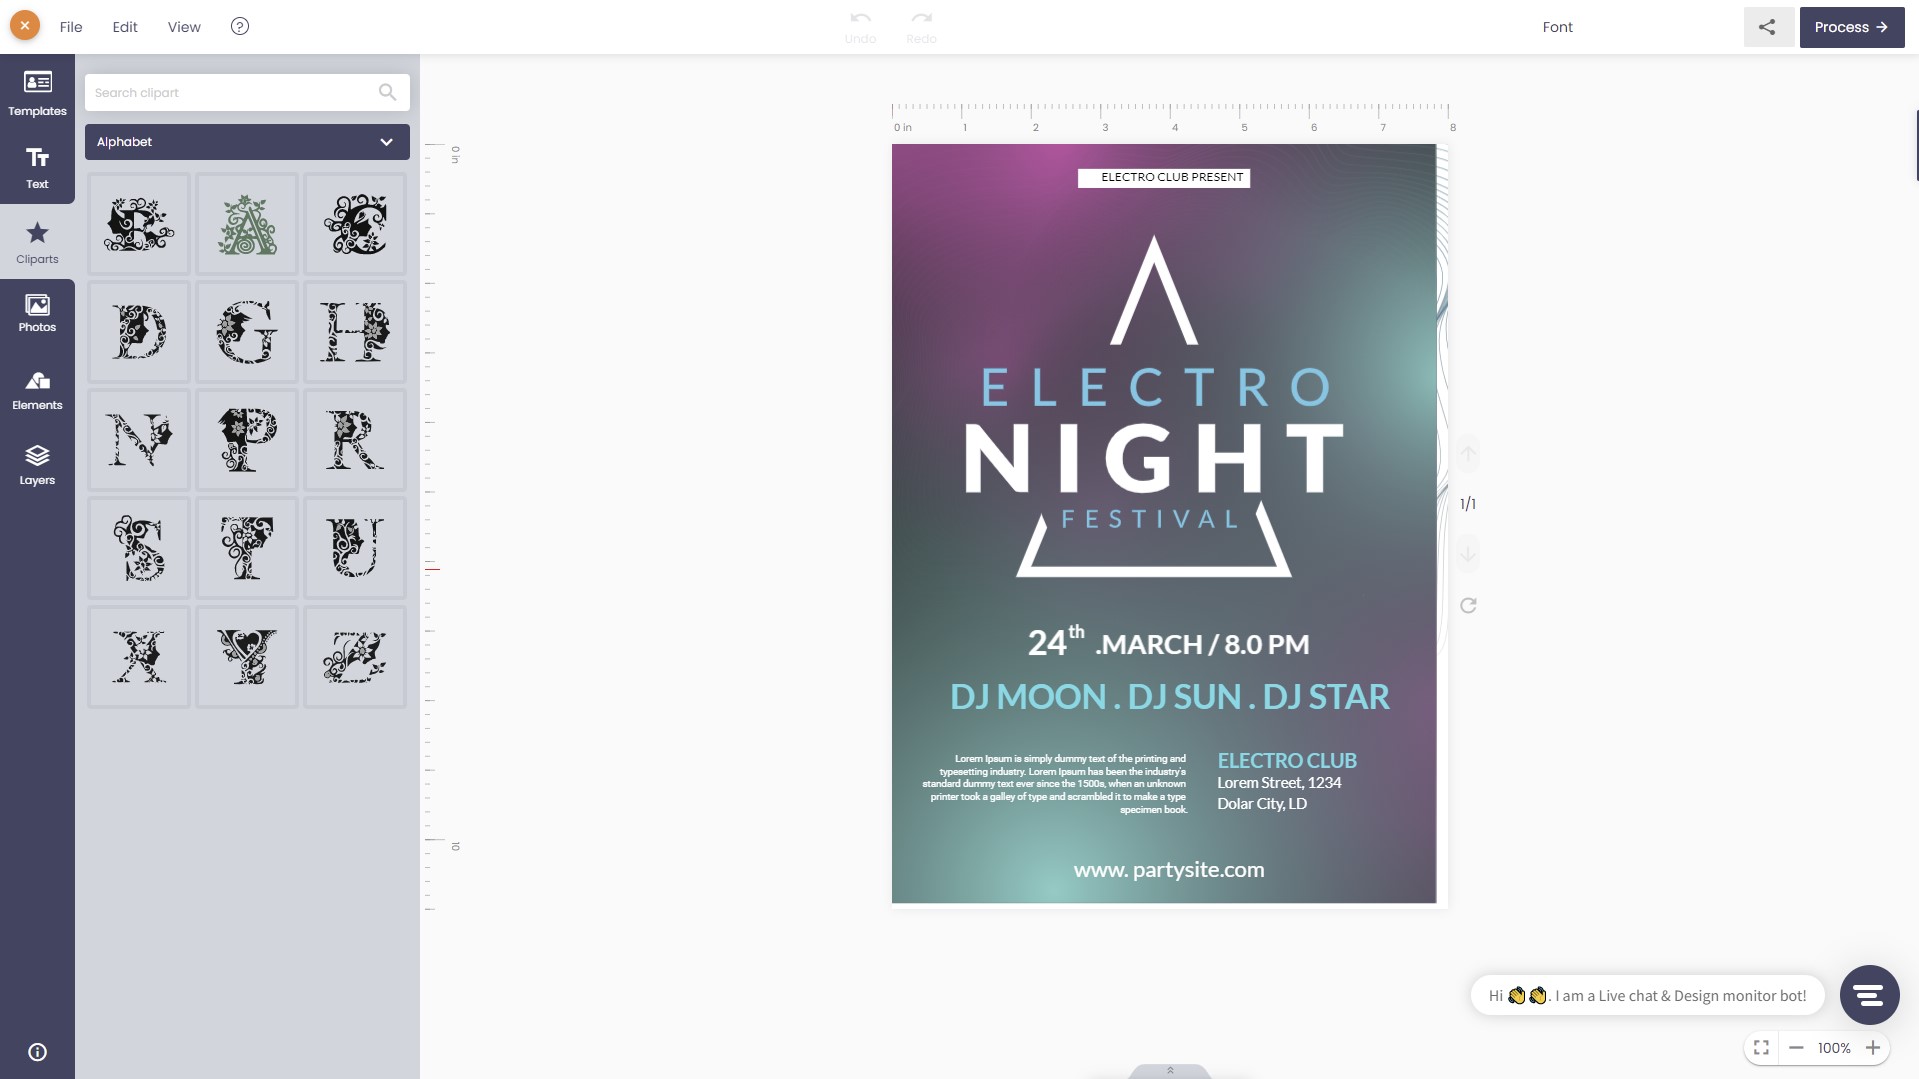 File
Edit
View
?
Undo
Redo
Font
Process
Templates
Text
Cliparts
Photos
Elements
Layers
Search clipart
Alphabet
0 in
1
2
3
4
5
6
7
8
0 in
10
ELECTRO CLUB PRESENT
ELECTRO
NIGHT
FESTIVAL
24th .MARCH / 8.0 PM
DJ MOON . DJ SUN . DJ STAR
Lorem Ipsum is simply dummy text of the printing and
typesetting industry. Lorem Ipsum has been the industry's
standard dummy text ever since the 1500s, when an unknown
printer took a galley of type and scrambled it to make a type
specimen book.
ELECTRO CLUB
Lorem Street, 1234
Dolar City, LD
www. partysite.com
1/1
Hi 👏👏. I am a Live chat & Design monitor bot!
100%